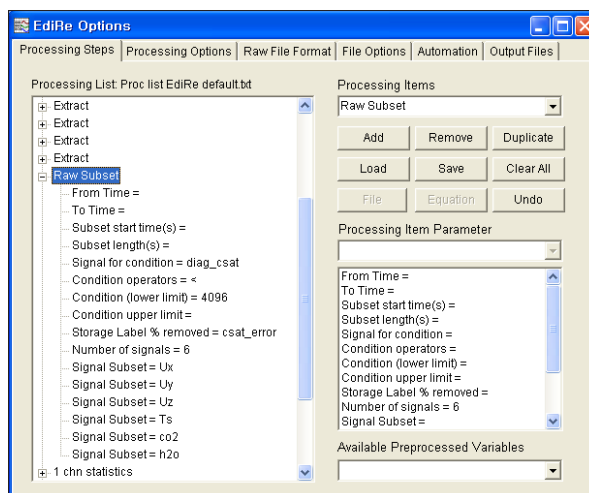 EdiRe Options
Processing Steps
Processing Options
Raw File Format
File Options
Automation
Output Files
Processing List: Proc list EdiRe default.txt
Extract
Extract
Extract
Extract
Raw Subset
From Time =
To Time =
Subset start time(s) =
Subset length(s) =
Signal for condition = diag_csat
Condition operators = <
Condition (lower limit) = 4096
Condition upper limit =
Storage Label % removed = csat_error
Number of signals = 6
Signal Subset = Ux
Signal Subset = Uy
Signal Subset = Uz
Signal Subset = Ts
Signal Subset = co2
Signal Subset = h2o
1 chn statistics
Processing Items
Raw Subset
Add
Remove
Duplicate
Load
Save
Clear All
File
Equation
Undo
Processing Item Parameter
From Time =
To Time =
Subset start time(s) =
Subset length(s) =
Signal for condition =
Condition operators =
Condition (lower limit) =
Condition upper limit =
Storage Label % removed =
Number of signals = 6
Signal Subset =
Available Preprocessed Variables